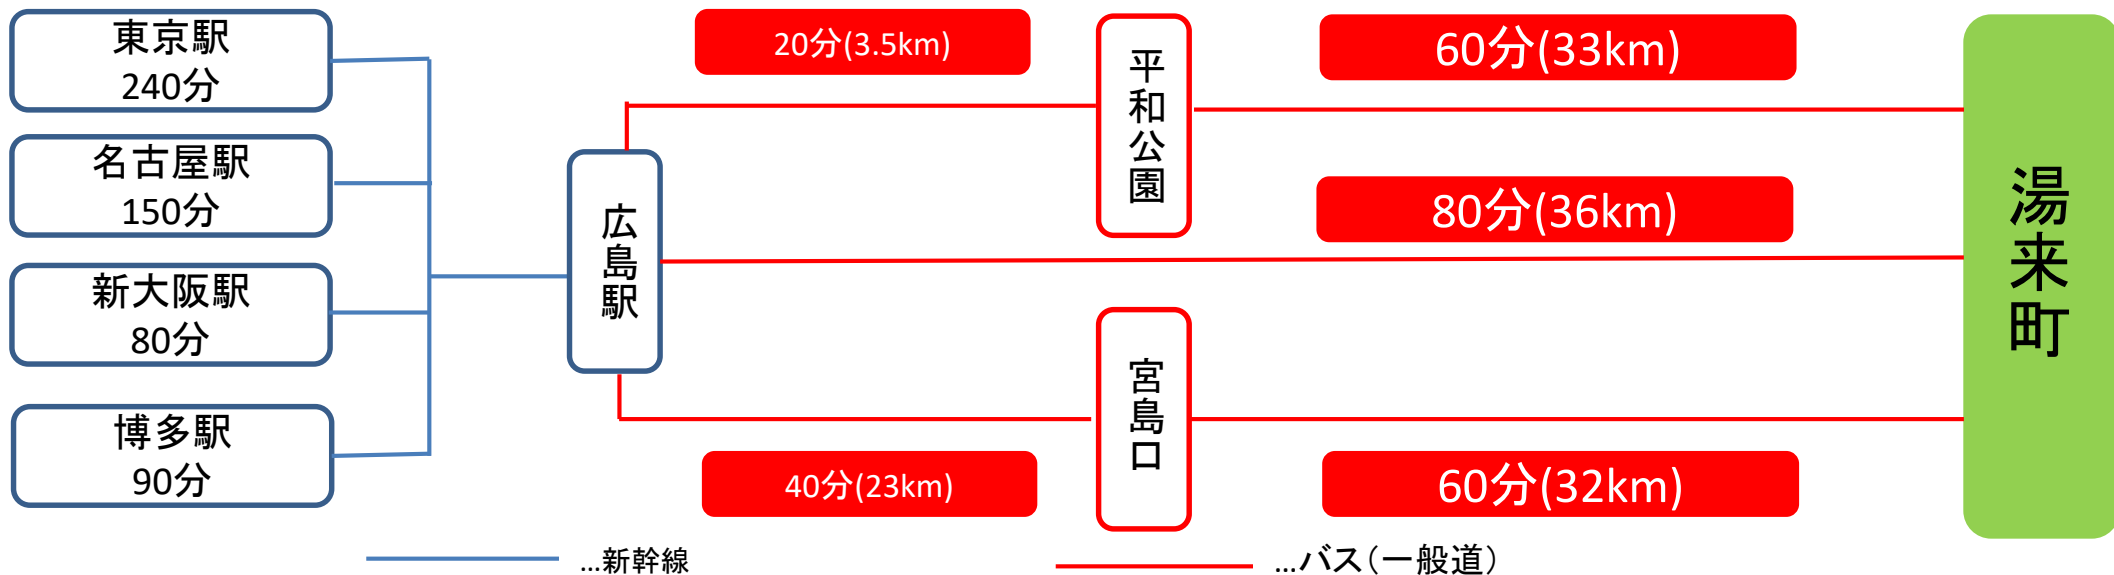 東京駅
240分
名古屋駅
150分
新大阪駅
80分
博多駅
90分
広島駅
20分(3.5km)
平和公園
60分(33km)
80分(36km)
宮島口
40分(23km)
60分(32km)
湯来町
…新幹線
…バス（一般道）